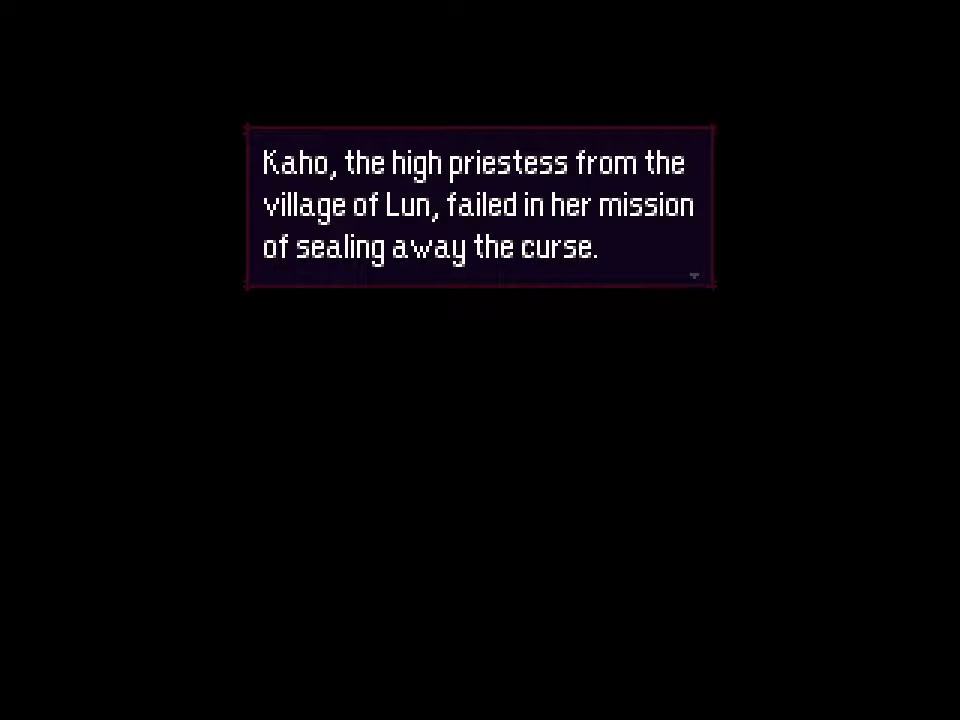 Kaho, the high priestess from the
village of Lun, failed in her mission
of sealing away the curse.